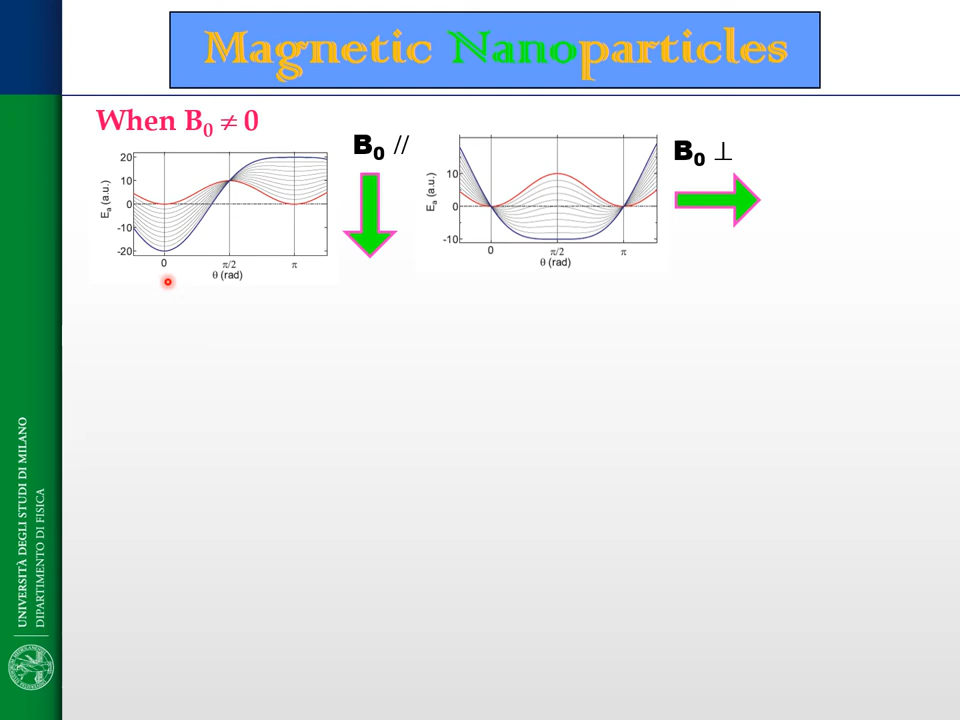 Magnetic Nanoparticles
When B₀ ≠ 0
B₀ //
B₀ ⊥
20
10
0
-10
-20
Eₐ (a.u.)
0
π/2
π
θ (rad)
10
0
-10
Eₐ (a.u.)
0
π/2
π
θ (rad)
UNIVERSITÀ DEGLI STUDI DI MILANO
DIPARTIMENTO DI FISICA